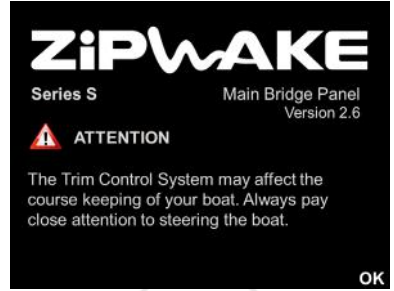 ZiPWAKE
Series S
Main Bridge Panel
Version 2.6
ATTENTION
The Trim Control System may affect the
course keeping of your boat. Always pay
close attention to steering the boat.
OK